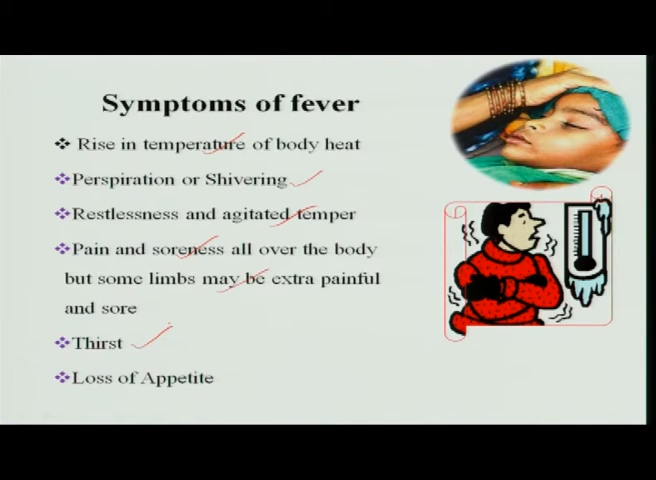 Symptoms of fever
Rise in temperature of body heat
Perspiration or Shivering
Restlessness and agitated temper
Pain and soreness all over the body
but some limbs may be extra painful
and sore
Thirst
Loss of Appetite